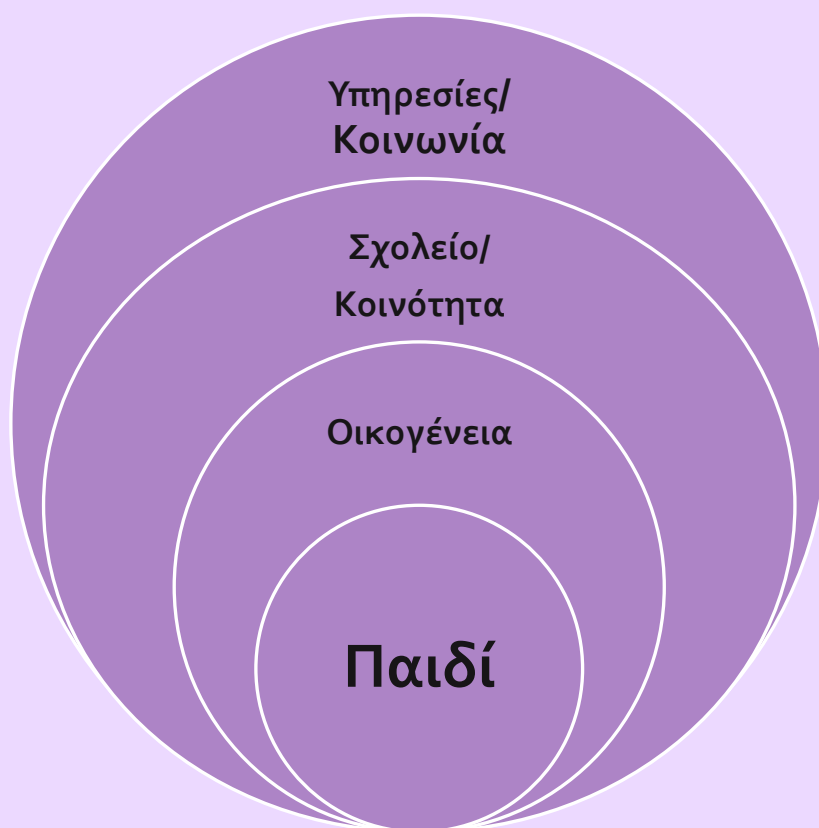 Υπηρεσίες/
Κοινωνία
Σχολείο/
Κοινότητα
Οικογένεια
Παιδί